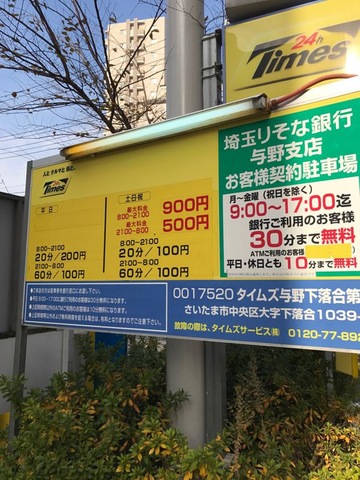 24h
Times
人と クルマと 街と。
Times
平 日
土日祝
最大料金
8:00~21:00
900円
最大料金
21:00~8:00
500円
8:00~21:00
20分/200円
21:00~8:00
60分/100円
8:00~21:00
20分/100円
21:00~8:00
60分/100円
埼玉りそな銀行
与野支店
お客様契約駐車場
月~金曜(祝日を除く)
9:00~17:00迄
銀行ご利用のお客様
30分まで無料
ATMご利用のお客様
平日・休日とも10分まで無料
0017520 タイムズ与野下落合第
さいたま市中央区大字下落合1039-
故障の際は、タイムズサービス㈱ 0120-77-892